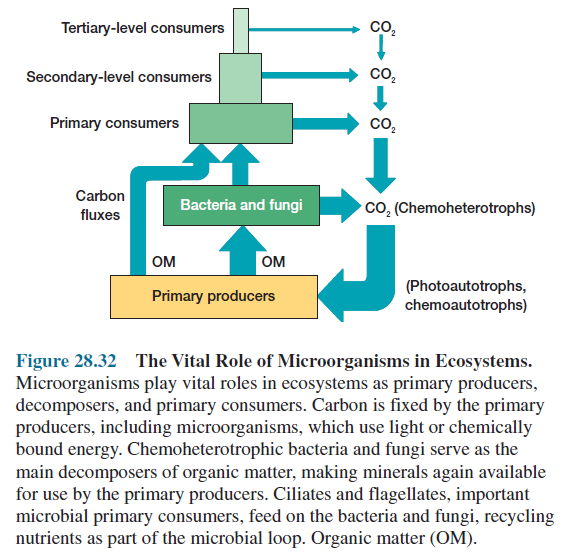 Tertiary-level consumers
CO₂
Secondary-level consumers
CO₂
Primary consumers
CO₂
Carbon
fluxes
Bacteria and fungi
CO₂ (Chemoheterotrophs)
OM
OM
Primary producers
(Photoautotrophs,
chemoautotrophs)
Figure 28.32 The Vital Role of Microorganisms in Ecosystems.
Microorganisms play vital roles in ecosystems as primary producers,
decomposers, and primary consumers. Carbon is fixed by the primary
producers, including microorganisms, which use light or chemically
bound energy. Chemoheterotrophic bacteria and fungi serve as the
main decomposers of organic matter, making minerals again available
for use by the primary producers. Ciliates and flagellates, important
microbial primary consumers, feed on the bacteria and fungi, recycling
nutrients as part of the microbial loop. Organic matter (OM).